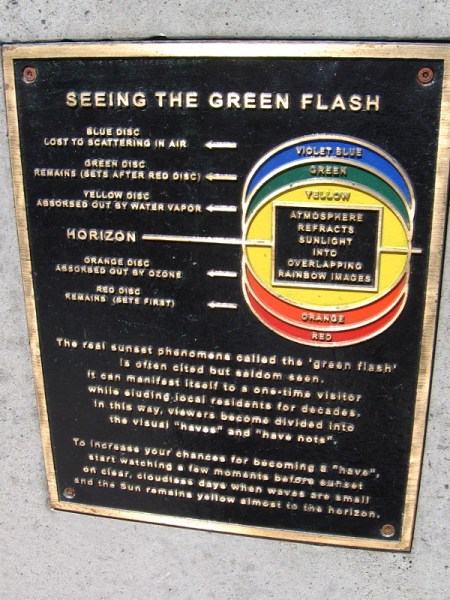 SEEING THE GREEN FLASH
BLUE DISC
LOST TO SCATTERING IN AIR
GREEN DISC
REMAINS (SETS AFTER RED DISC)
YELLOW DISC
ABSORBED OUT BY WATER VAPOR
HORIZON
ORANGE DISC
ABSORBED OUT BY OZONE
RED DISC
REMAINS (SETS FIRST)
VIOLET BLUE
GREEN
YELLOW
ATMOSPHERE
REFRACTS
SUNLIGHT
INTO
OVERLAPPING
RAINBOW IMAGES
ORANGE
RED
The real sunset phenomena called the 'green flash'
is often cited but seldom seen.
It can manifest itself to a one-time visitor
while eluding local residents for decades.
In this way, viewers become divided into
the visual "haves" and "have nots".
To increase your chances for becoming a "have",
start watching a few moments before sunset
on clear, cloudless days when waves are small
and the Sun remains yellow almost to the horizon.